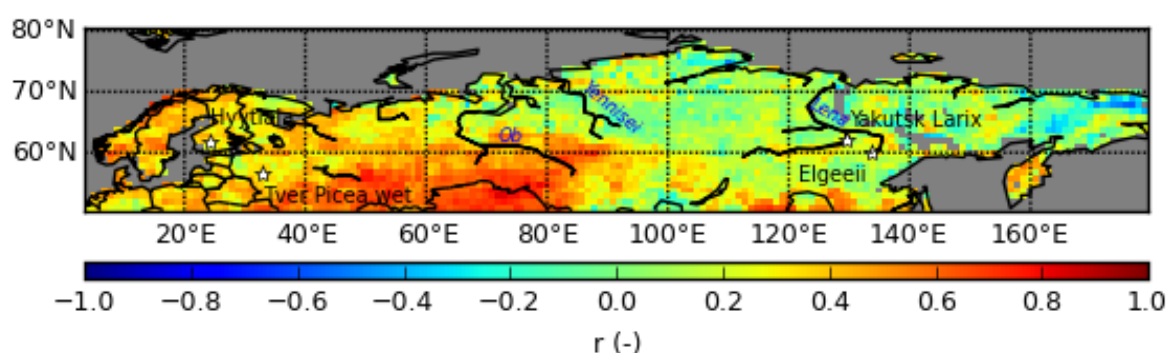 80°N
70°N
60°N
Hyytiälä
Ob
Yennisei
Lena
Yakutsk Larix
Elgeeii
Tver Picea wet
20°E 40°E 60°E 80°E 100°E 120°E 140°E 160°E
−1.0 −0.8 −0.6 −0.4 −0.2 0.0 0.2 0.4 0.6 0.8 1.0
r (-)